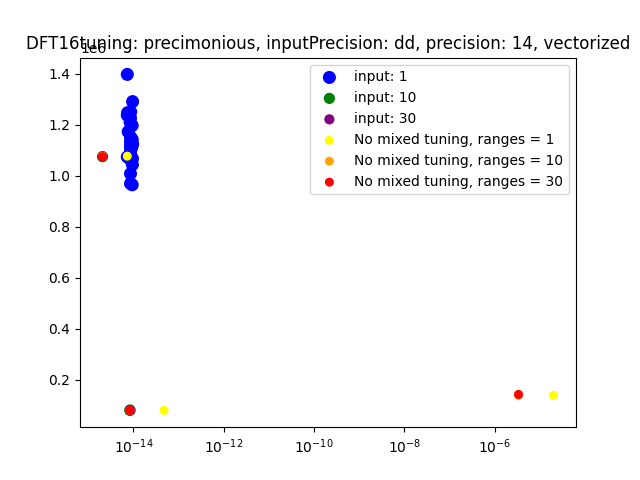 DFT16tuning: precimonious, inputPrecision: dd, precision: 14, vectorized
1e6
1.4
1.2
1.0
0.8
0.6
0.4
0.2
input: 1
input: 10
input: 30
No mixed tuning, ranges = 1
No mixed tuning, ranges = 10
No mixed tuning, ranges = 30
10⁻¹⁴
10⁻¹²
10⁻¹⁰
10⁻⁸
10⁻⁶